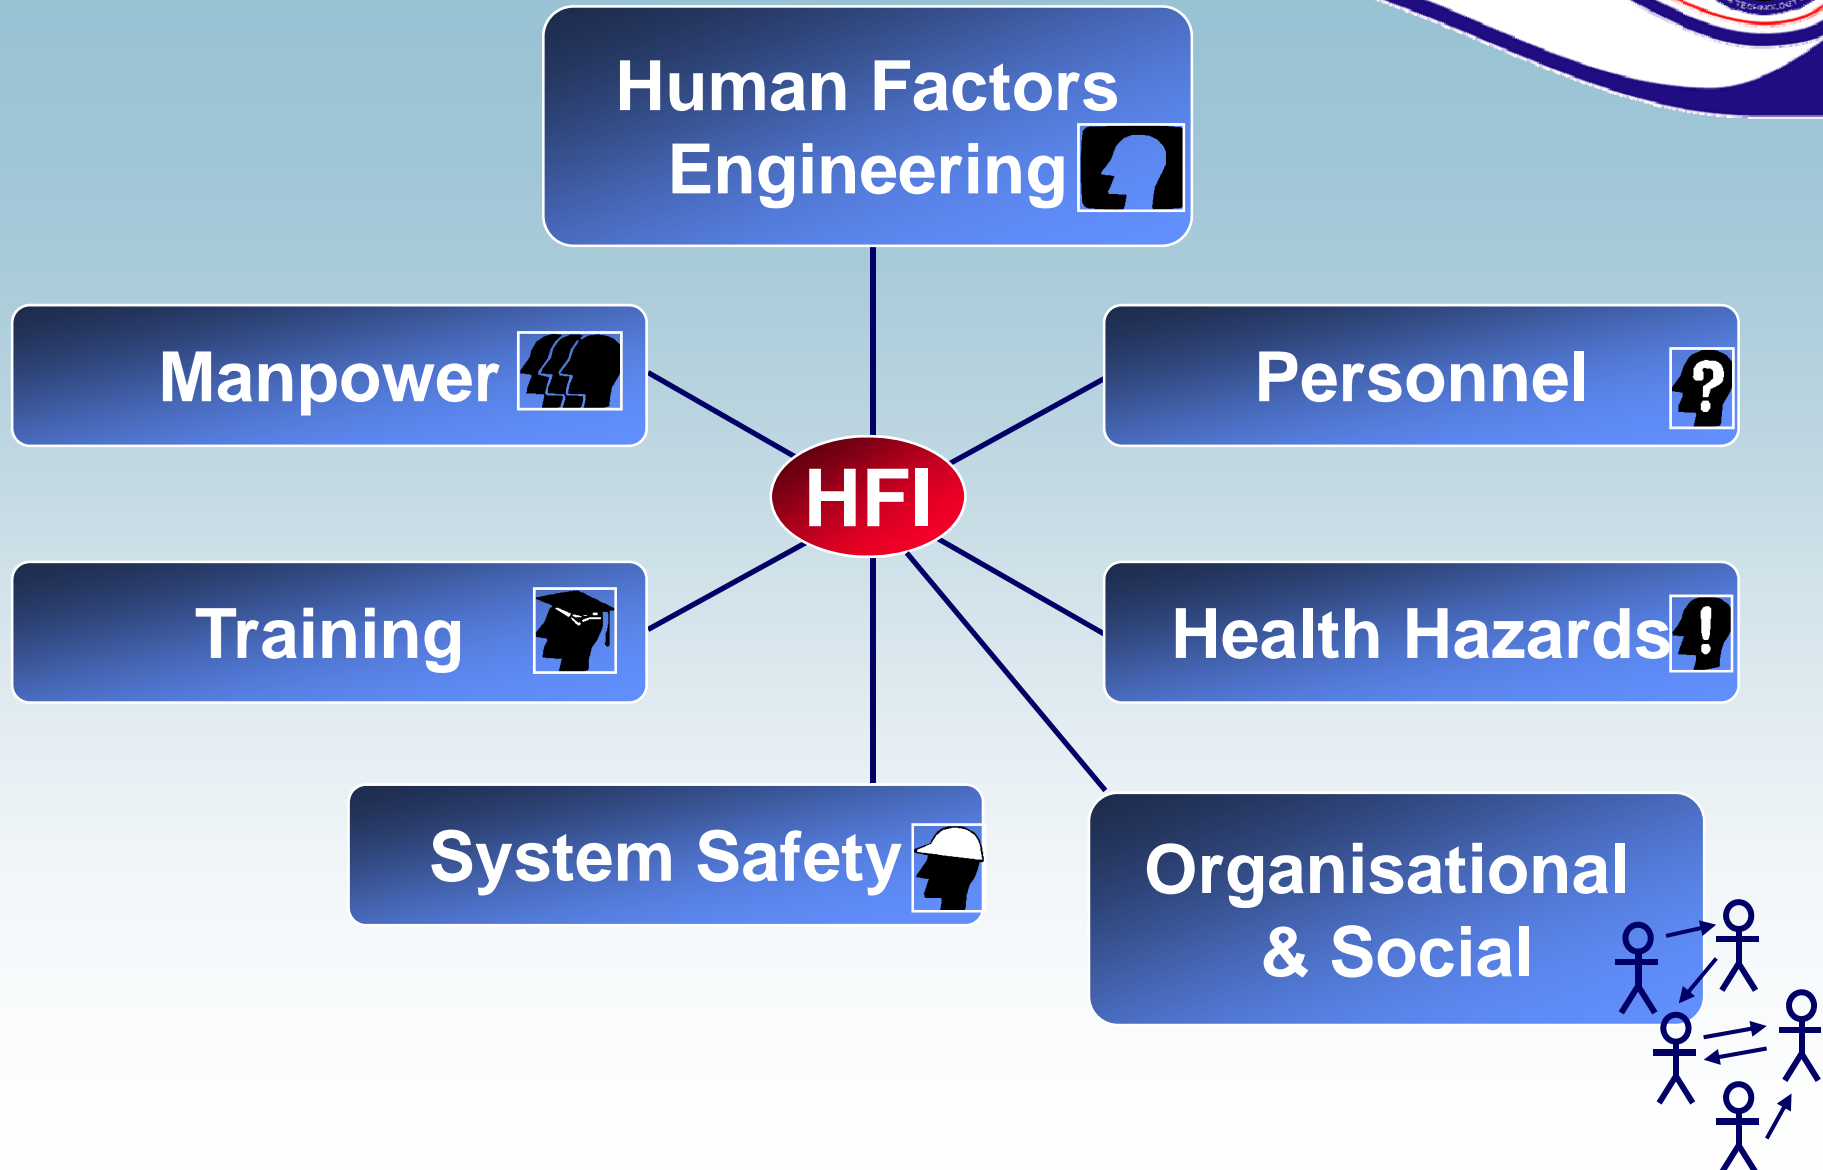 Human Factors
Engineering
Manpower
Personnel
?
HFI
Training
Health Hazards
!
System Safety
Organisational
& Social